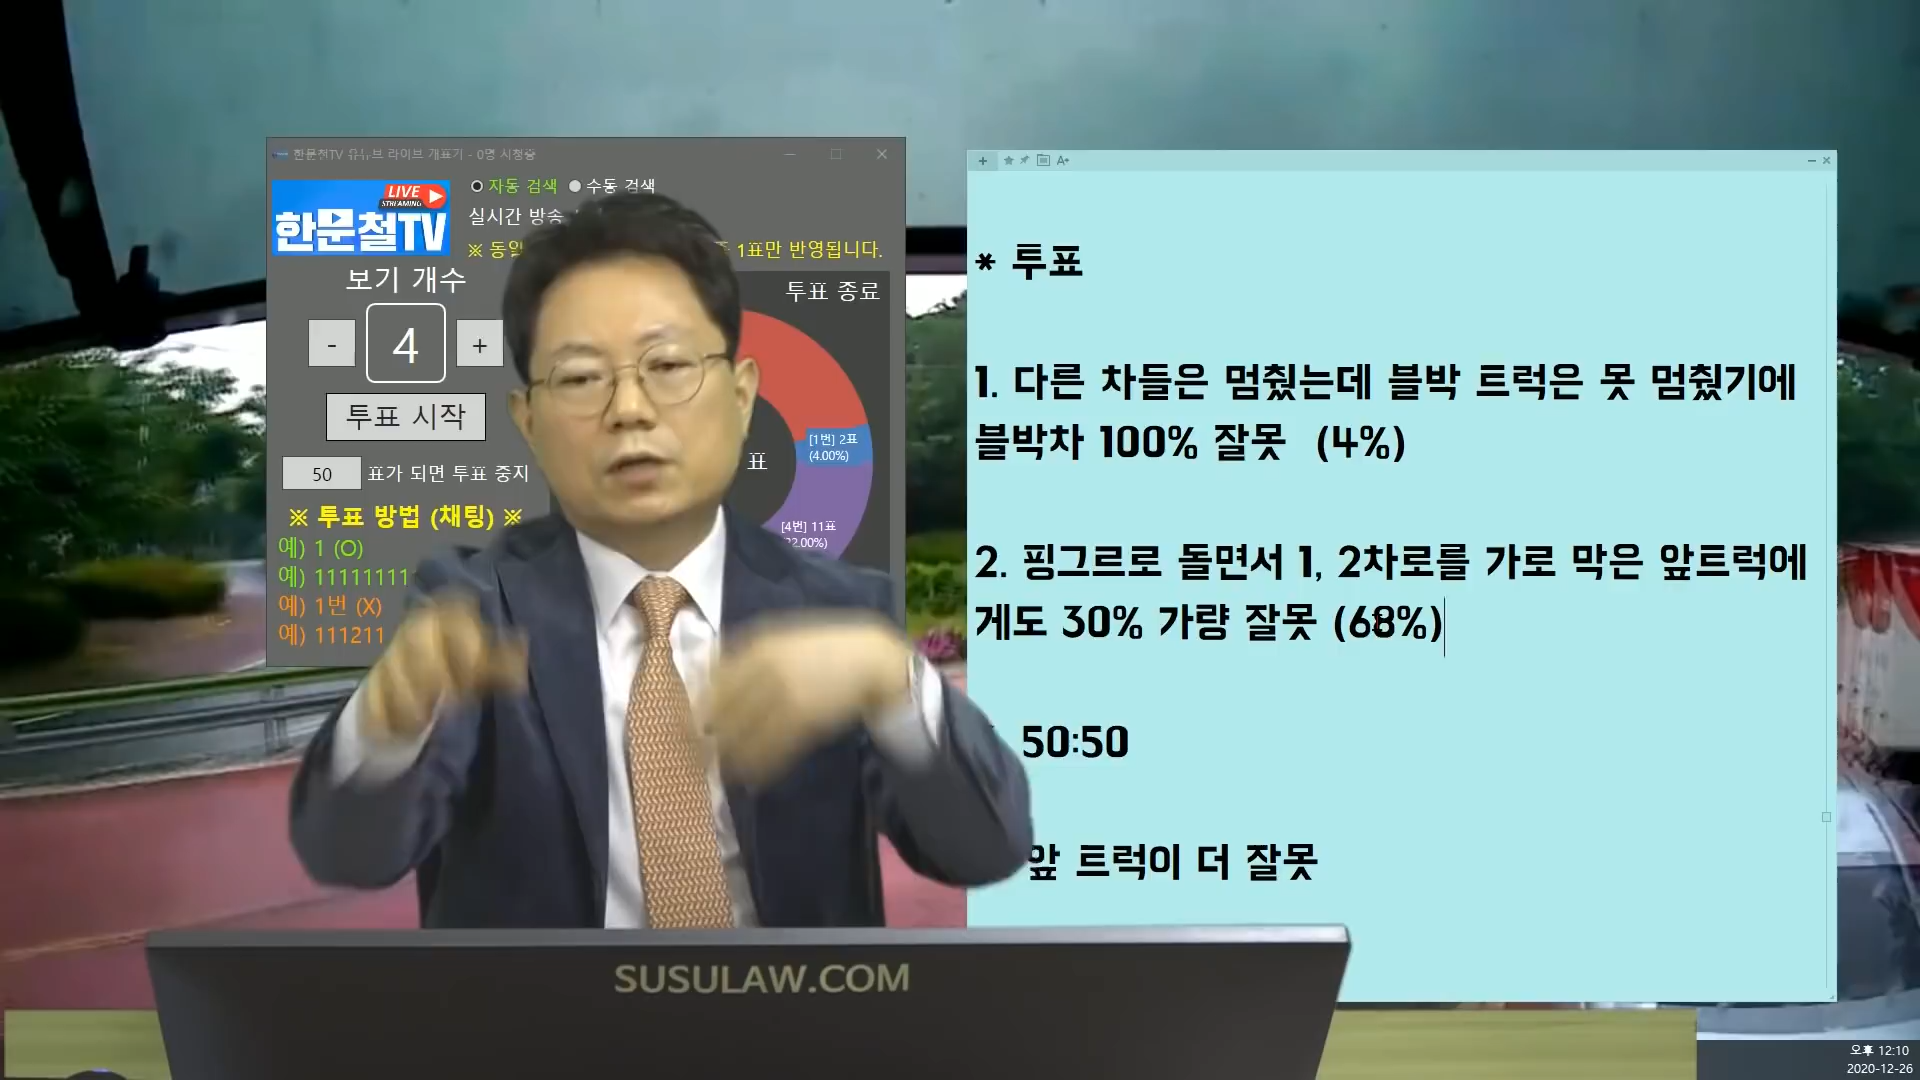 한문철TV 유튜브 라이브 개표기 - 0명 시청중
LIVE
STREAMING
한문철TV
자동 검색 수동 검색
실시간 방송
※ 동일 1표만 반영됩니다.
보기 개수
- 4 +
투표 시작
50 표가 되면 투표 중지
※ 투표 방법 (채팅) ※
예) 1 (O)
예) 11111111
예) 1번 (X)
예) 111211
투표 종료
표
[1번] 2표
(4.00%)
[4번] 11표
22.00%)
* 투표
1. 다른 차들은 멈췄는데 블박 트럭은 못 멈췄기에
블박차 100% 잘못 (4%)
2. 핑그르로 돌면서 1, 2차로를 가로 막은 앞트럭에
게도 30% 가량 잘못 (68%)
50:50
앞 트럭이 더 잘못
SUSULAW.COM
오후 12:10
2020-12-26